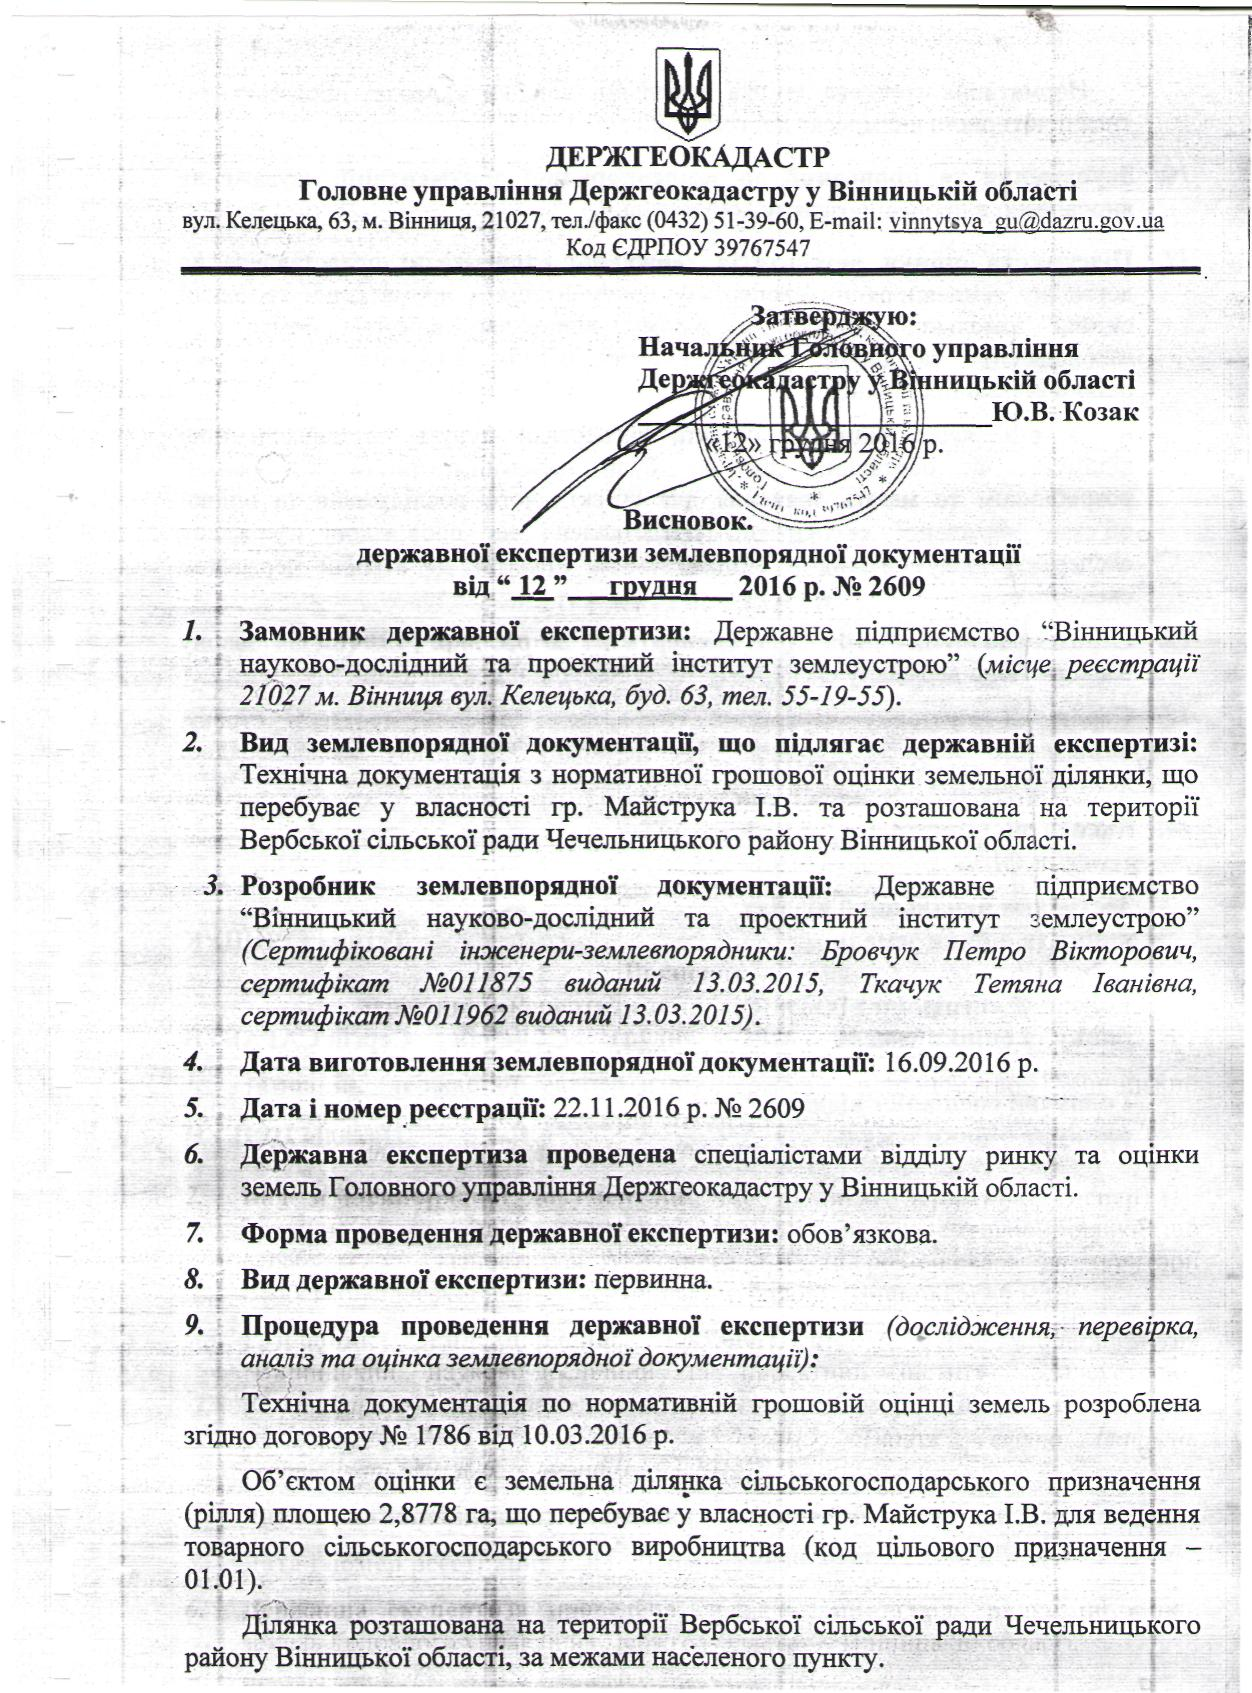 ДЕРЖГЕОКАДАСТР
Головне управління Держгеокадастру у Вінницькій області
вул. Келецька, 63, м. Вінниця, 21027, тел./факс (0432) 51-39-60, E-mail: vinnytsya_gu@dazru.gov.ua
Код ЄДРПОУ 39767547
Затверджую:
Начальник Головного управління
Держгеокадастру у Вінницькій області
Ю.В. Козак
«12» грудня 2016 р.
Висновок.
державної експертизи землевпорядної документації
від “ 12 ” грудня 2016 р. № 2609
1. Замовник державної експертизи: Державне підприємство “Вінницький
науково-дослідний та проектний інститут землеустрою” (місце реєстрації
21027 м. Вінниця вул. Келецька, буд. 63, тел. 55-19-55).
2. Вид землевпорядної документації, що підлягає державній експертизі:
Технічна документація з нормативної грошової оцінки земельної ділянки, що
перебуває у власності гр. Майструка І.В. та розташована на території
Вербської сільської ради Чечельницького району Вінницької області.
3. Розробник землевпорядної документації: Державне підприємство
“Вінницький науково-дослідний та проектний інститут землеустрою”
(Сертифіковані інженери-землевпорядники: Бровчук Петро Вікторович,
сертифікат №011875 виданий 13.03.2015, Ткачук Тетяна Іванівна,
сертифікат №011962 виданий 13.03.2015).
4. Дата виготовлення землевпорядної документації: 16.09.2016 р.
5. Дата і номер реєстрації: 22.11.2016 р. № 2609
6. Державна експертиза проведена спеціалістами відділу ринку та оцінки
земель Головного управління Держгеокадастру у Вінницькій області.
7. Форма проведення державної експертизи: обов’язкова.
8. Вид державної експертизи: первинна.
9. Процедура проведення державної експертизи (дослідження, перевірка,
аналіз та оцінка землевпорядної документації):
Технічна документація по нормативній грошовій оцінці земель розроблена
згідно договору № 1786 від 10.03.2016 р.
Об’єктом оцінки є земельна ділянка сільськогосподарського призначення
(рілля) площею 2,8778 га, що перебуває у власності гр. Майструка І.В. для ведення
товарного сільськогосподарського виробництва (код цільового призначення –
01.01).
Ділянка розташована на території Вербської сільської ради Чечельницького
району Вінницької області, за межами населеного пункту.